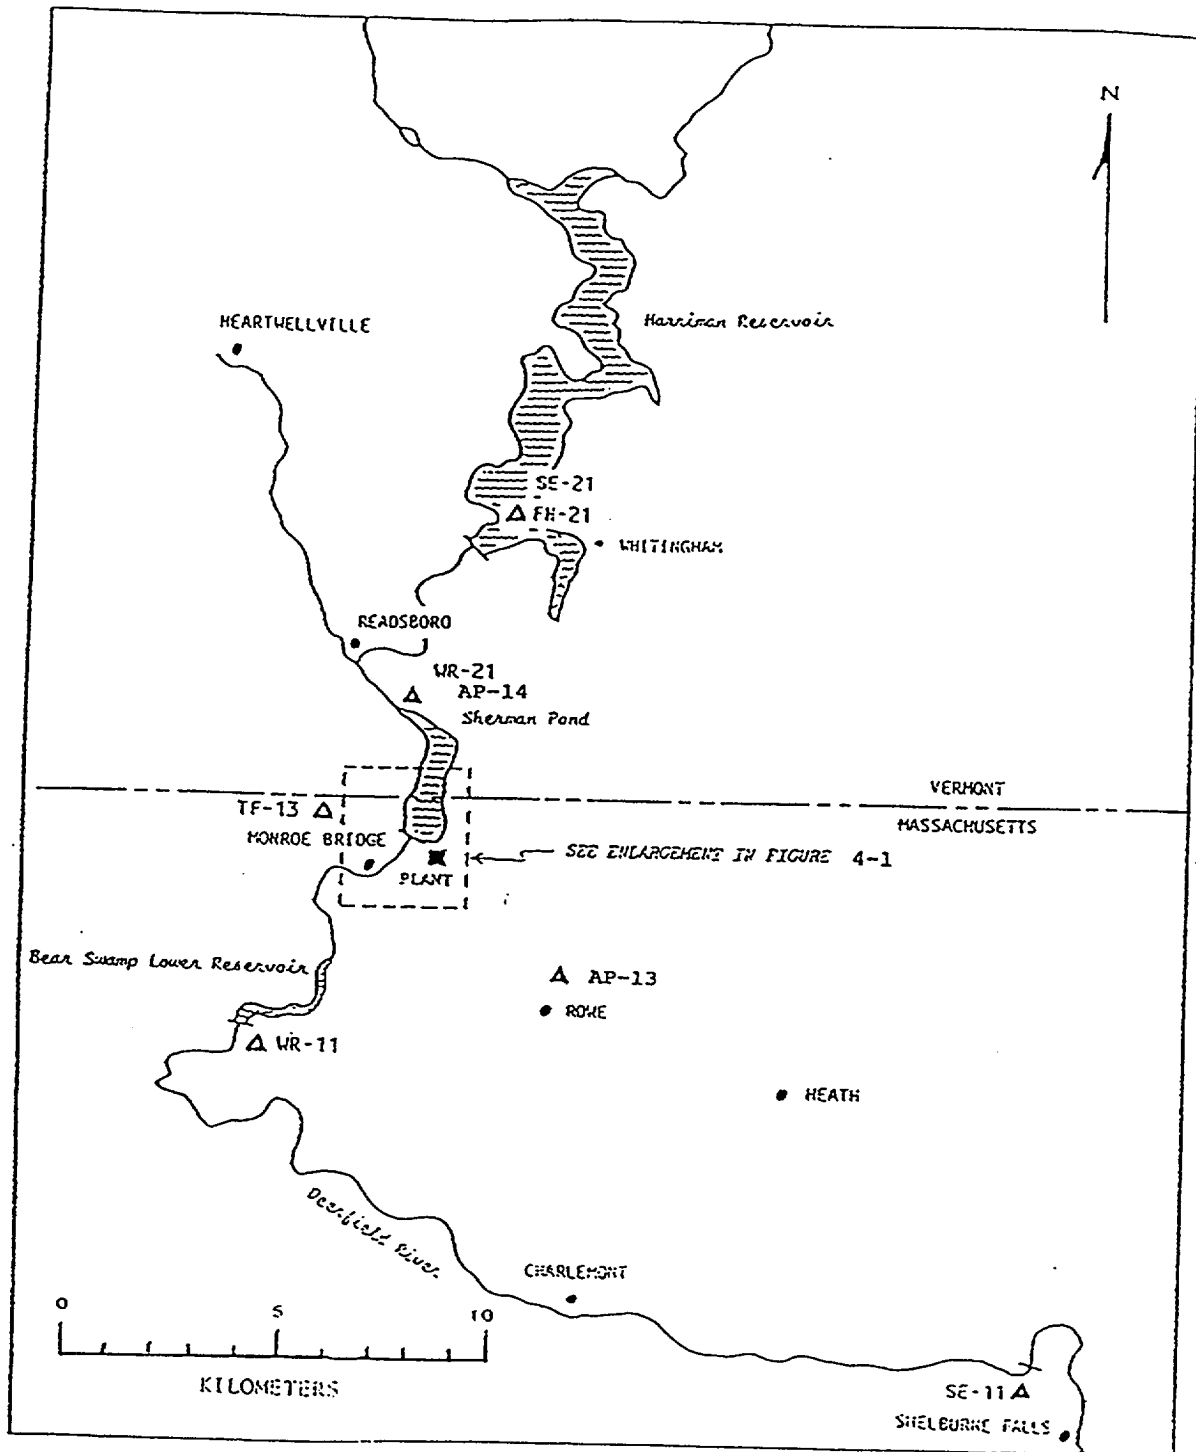 N
HEARTWELLVILLE
Harriman Reservoir
SE-21
FH-21
WHITINGHAM
READSBORO
WR-21
AP-14
Sherman Pond
VERMONT
TF-13
MASSACHUSETTS
MONROE BRIDGE
SEE ENLARGEMENT IN FIGURE 4-1
PLANT
Bear Swamp Lower Reservoir
AP-13
ROWE
WR-11
HEATH
Deerfield River
CHARLEMONT
0 5 10
KILOMETERS
SE-11
SHELBURNE FALLS